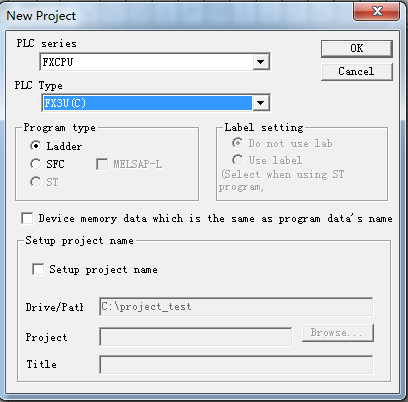 New Project
PLC series
FXCPU
OK
Cancel
PLC Type
FX3U(C)
Program type
Ladder
SFC
MELSAP-L
ST
Label setting
Do not use lab
Use label
(Select when using ST
program,
Device memory data which is the same as program data's name
Setup project name
Setup project name
Drive/Path C:\project_test
Project
Browse...
Title